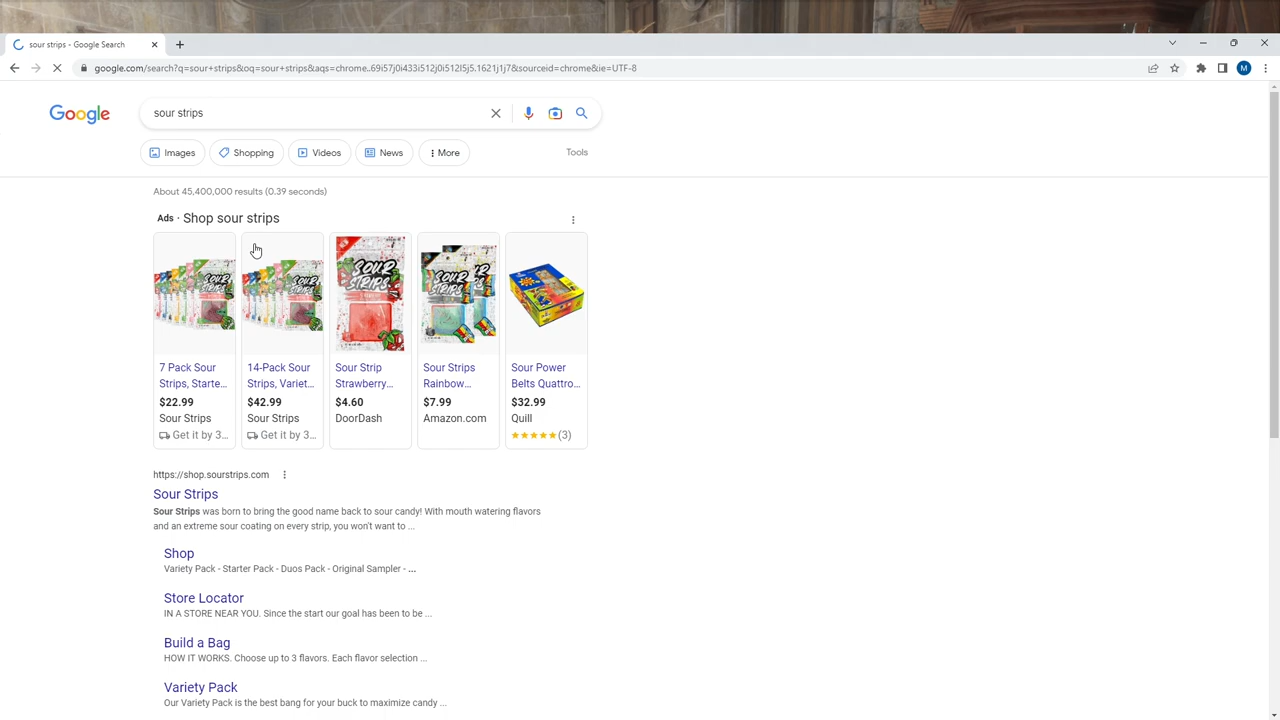 sour strips - Google Search
google.com/search?q=sour+strips&oq=sour+strips&aqs=chrome..69i57j0i433i512j0i512l5j5.1621j1j7&sourceid=chrome&ie=UTF-8
M
Google
sour strips
Images
Shopping
Videos
News
More
Tools
About 45,400,000 results (0.39 seconds)
Ads · Shop sour strips
SOUR STRIPS
SOUR STRIPS
7 Pack Sour
Strips, Starte...
$22.99
Sour Strips
Get it by 3...
14-Pack Sour
Strips, Variet...
$42.99
Sour Strips
Get it by 3...
Sour Strip
Strawberry...
$4.60
DoorDash
Sour Strips
Rainbow...
$7.99
Amazon.com
Sour Power
Belts Quattro...
$32.99
Quill
(3)
https://shop.sourstrips.com
Sour Strips
Sour Strips was born to bring the good name back to sour candy! With mouth watering flavors
and an extreme sour coating on every strip, you won't want to ...
Shop
Variety Pack - Starter Pack - Duos Pack - Original Sampler - ...
Store Locator
IN A STORE NEAR YOU. Since the start our goal has been to be ...
Build a Bag
HOW IT WORKS. Choose up to 3 flavors. Each flavor selection ...
Variety Pack
Our Variety Pack is the best bang for your buck to maximize candy ...